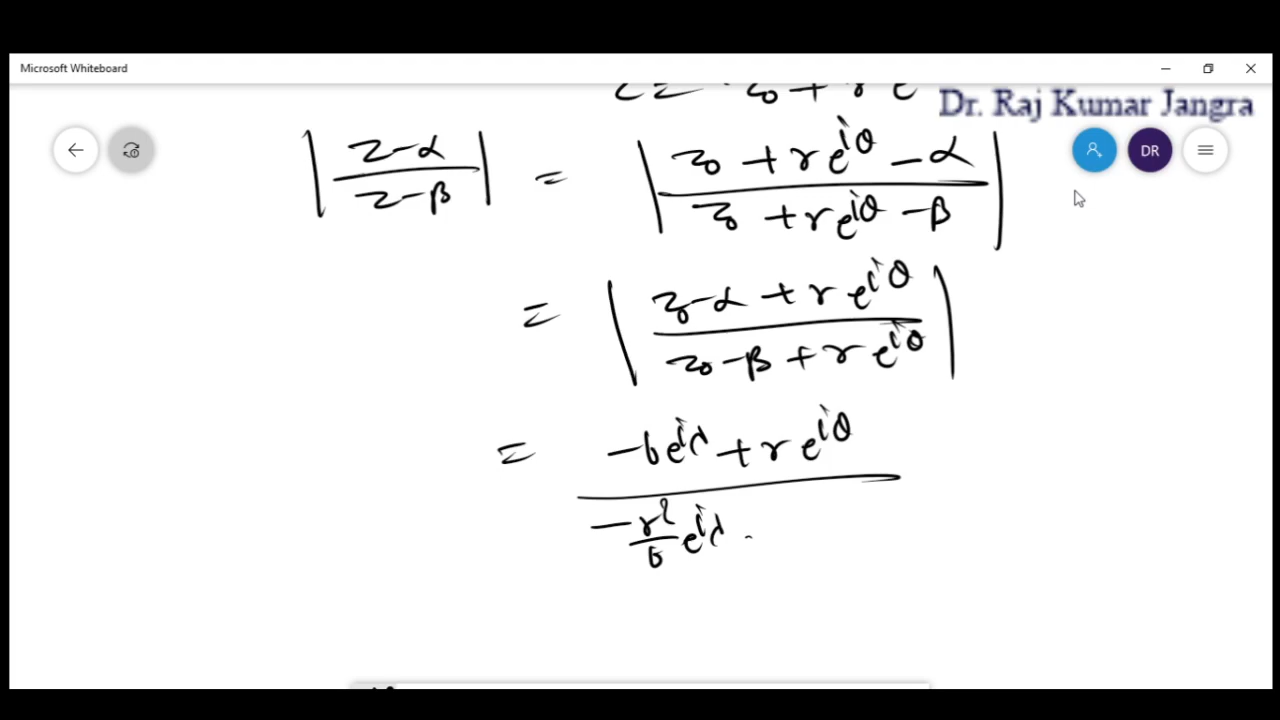 Microsoft Whiteboard
z = z₀ + r e
Dr. Raj Kumar Jangra
DR
|(z-α)/(z-β)| = |(z₀ + re^{iθ} - α)/(z₀ + re^{iθ} - β)|
= |(z₀-α + re^{iθ})/(z₀-β + re^{iθ})|
= (-be^{iλ} + re^{iθ})/(-r²/b e^{iλ}